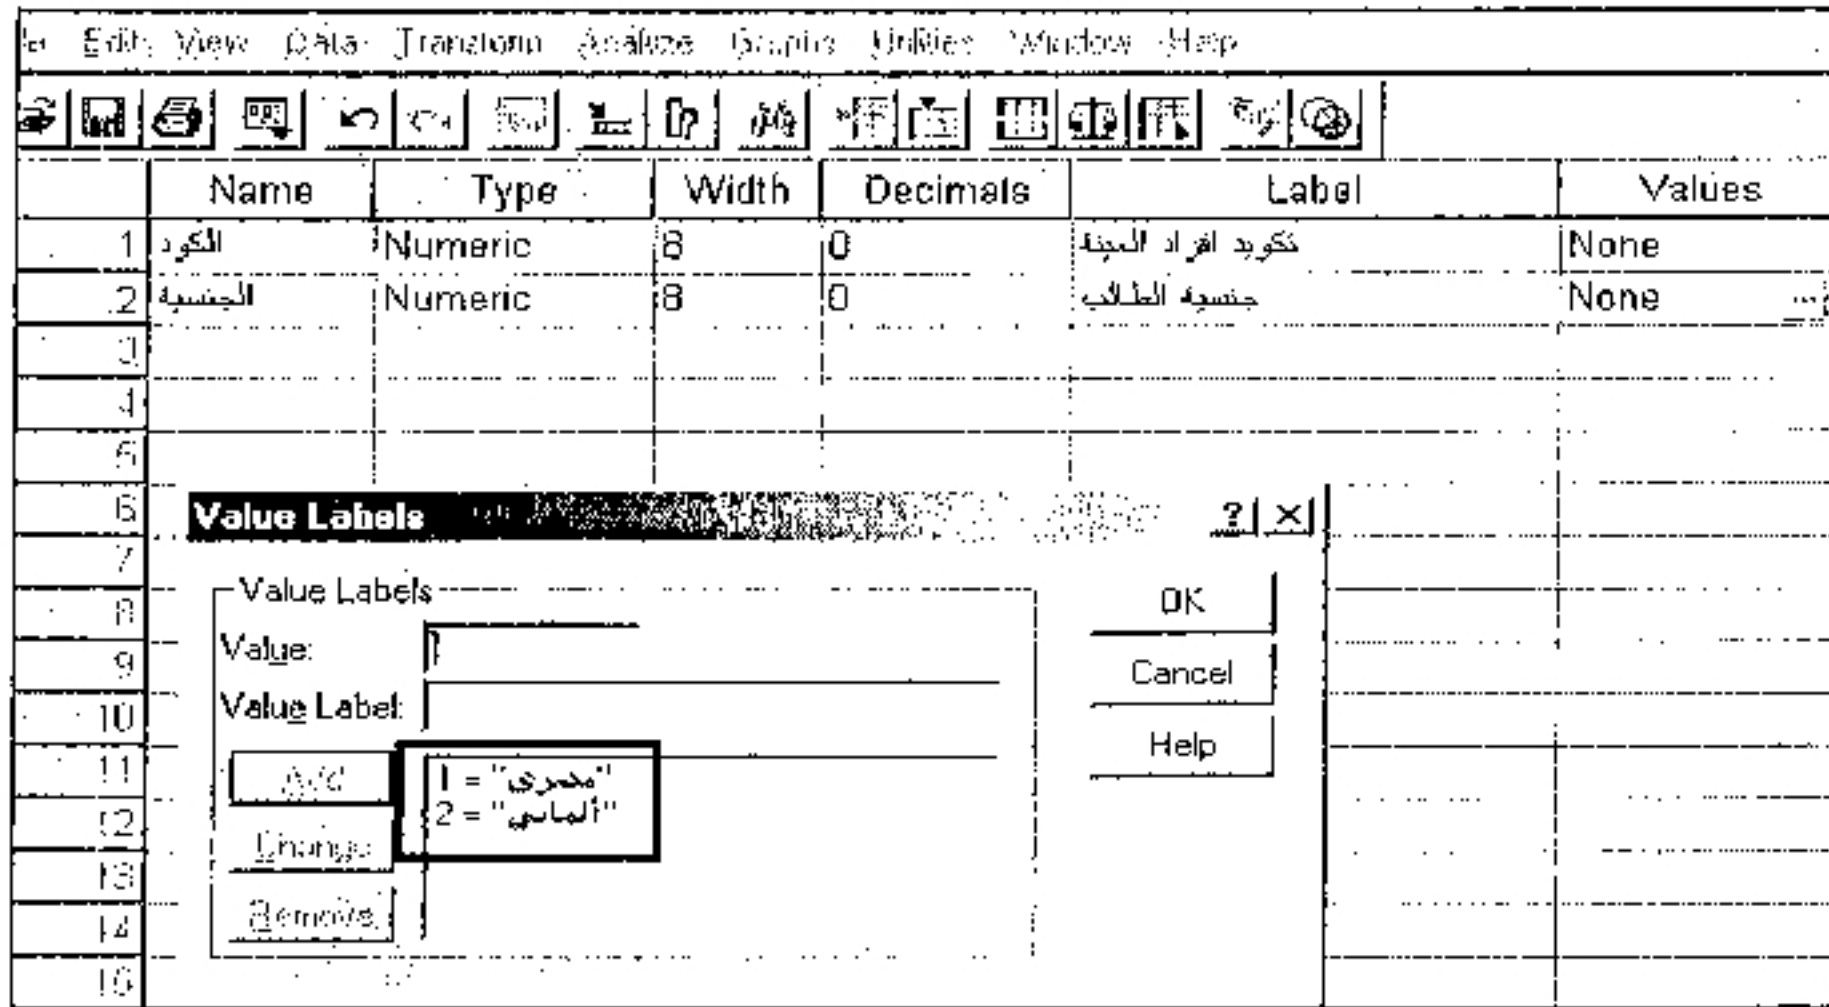 Edit View Data Transform Analyze Graphs Utilities Window Help
Name Type Width Decimals Label Values
1 الكود Numeric 8 0 تكويد افراد العينة None
2 الجنسية Numeric 8 0 جنسية الطالب None
3
4
5
6
7
8
9
10
11
12
13
14
Value Labels
Value Labels
Value:
Value Label:
Add
Change
Remove
1 = "مصرى"
2 = "ألماني"
OK
Cancel
Help